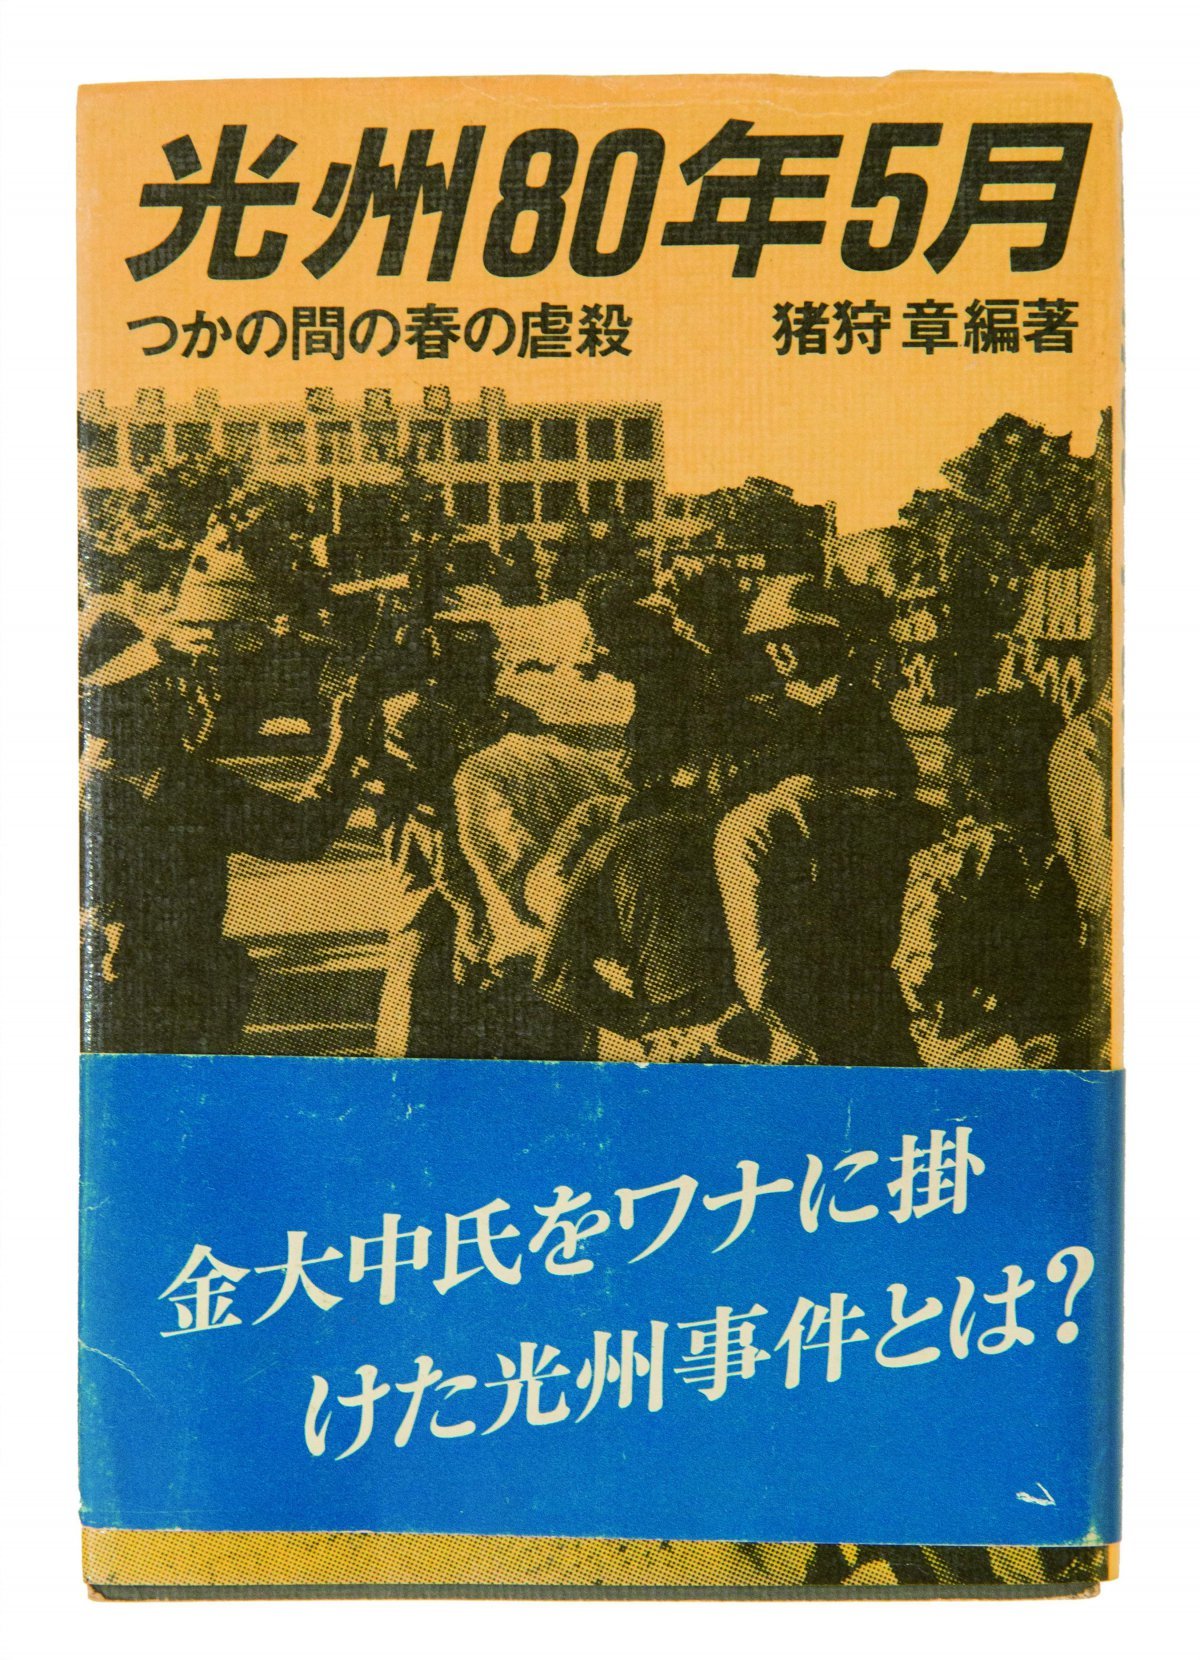 光州80年5月
つかの間の春の虐殺 猪狩 章編著
金大中氏をワナに掛
けた光州事件とは?